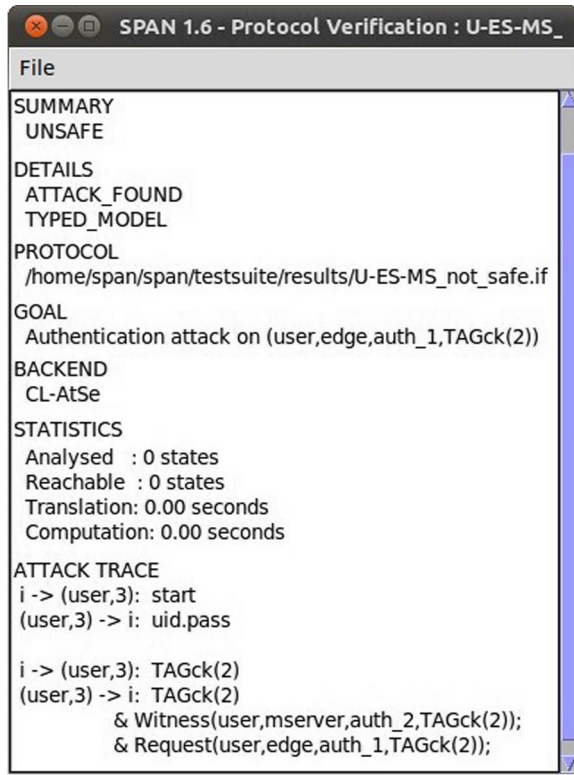 SPAN 1.6 - Protocol Verification : U-ES-MS_
File
SUMMARY
UNSAFE
DETAILS
ATTACK_FOUND
TYPED_MODEL
PROTOCOL
/home/span/span/testsuite/results/U-ES-MS_not_safe.if
GOAL
Authentication attack on (user,edge,auth_1,TAGck(2))
BACKEND
CL-AtSe
STATISTICS
Analysed : 0 states
Reachable : 0 states
Translation: 0.00 seconds
Computation: 0.00 seconds
ATTACK TRACE
i -> (user,3): start
(user,3) -> i: uid.pass
i -> (user,3): TAGck(2)
(user,3) -> i: TAGck(2)
& Witness(user,mserver,auth_2,TAGck(2));
& Request(user,edge,auth_1,TAGck(2));